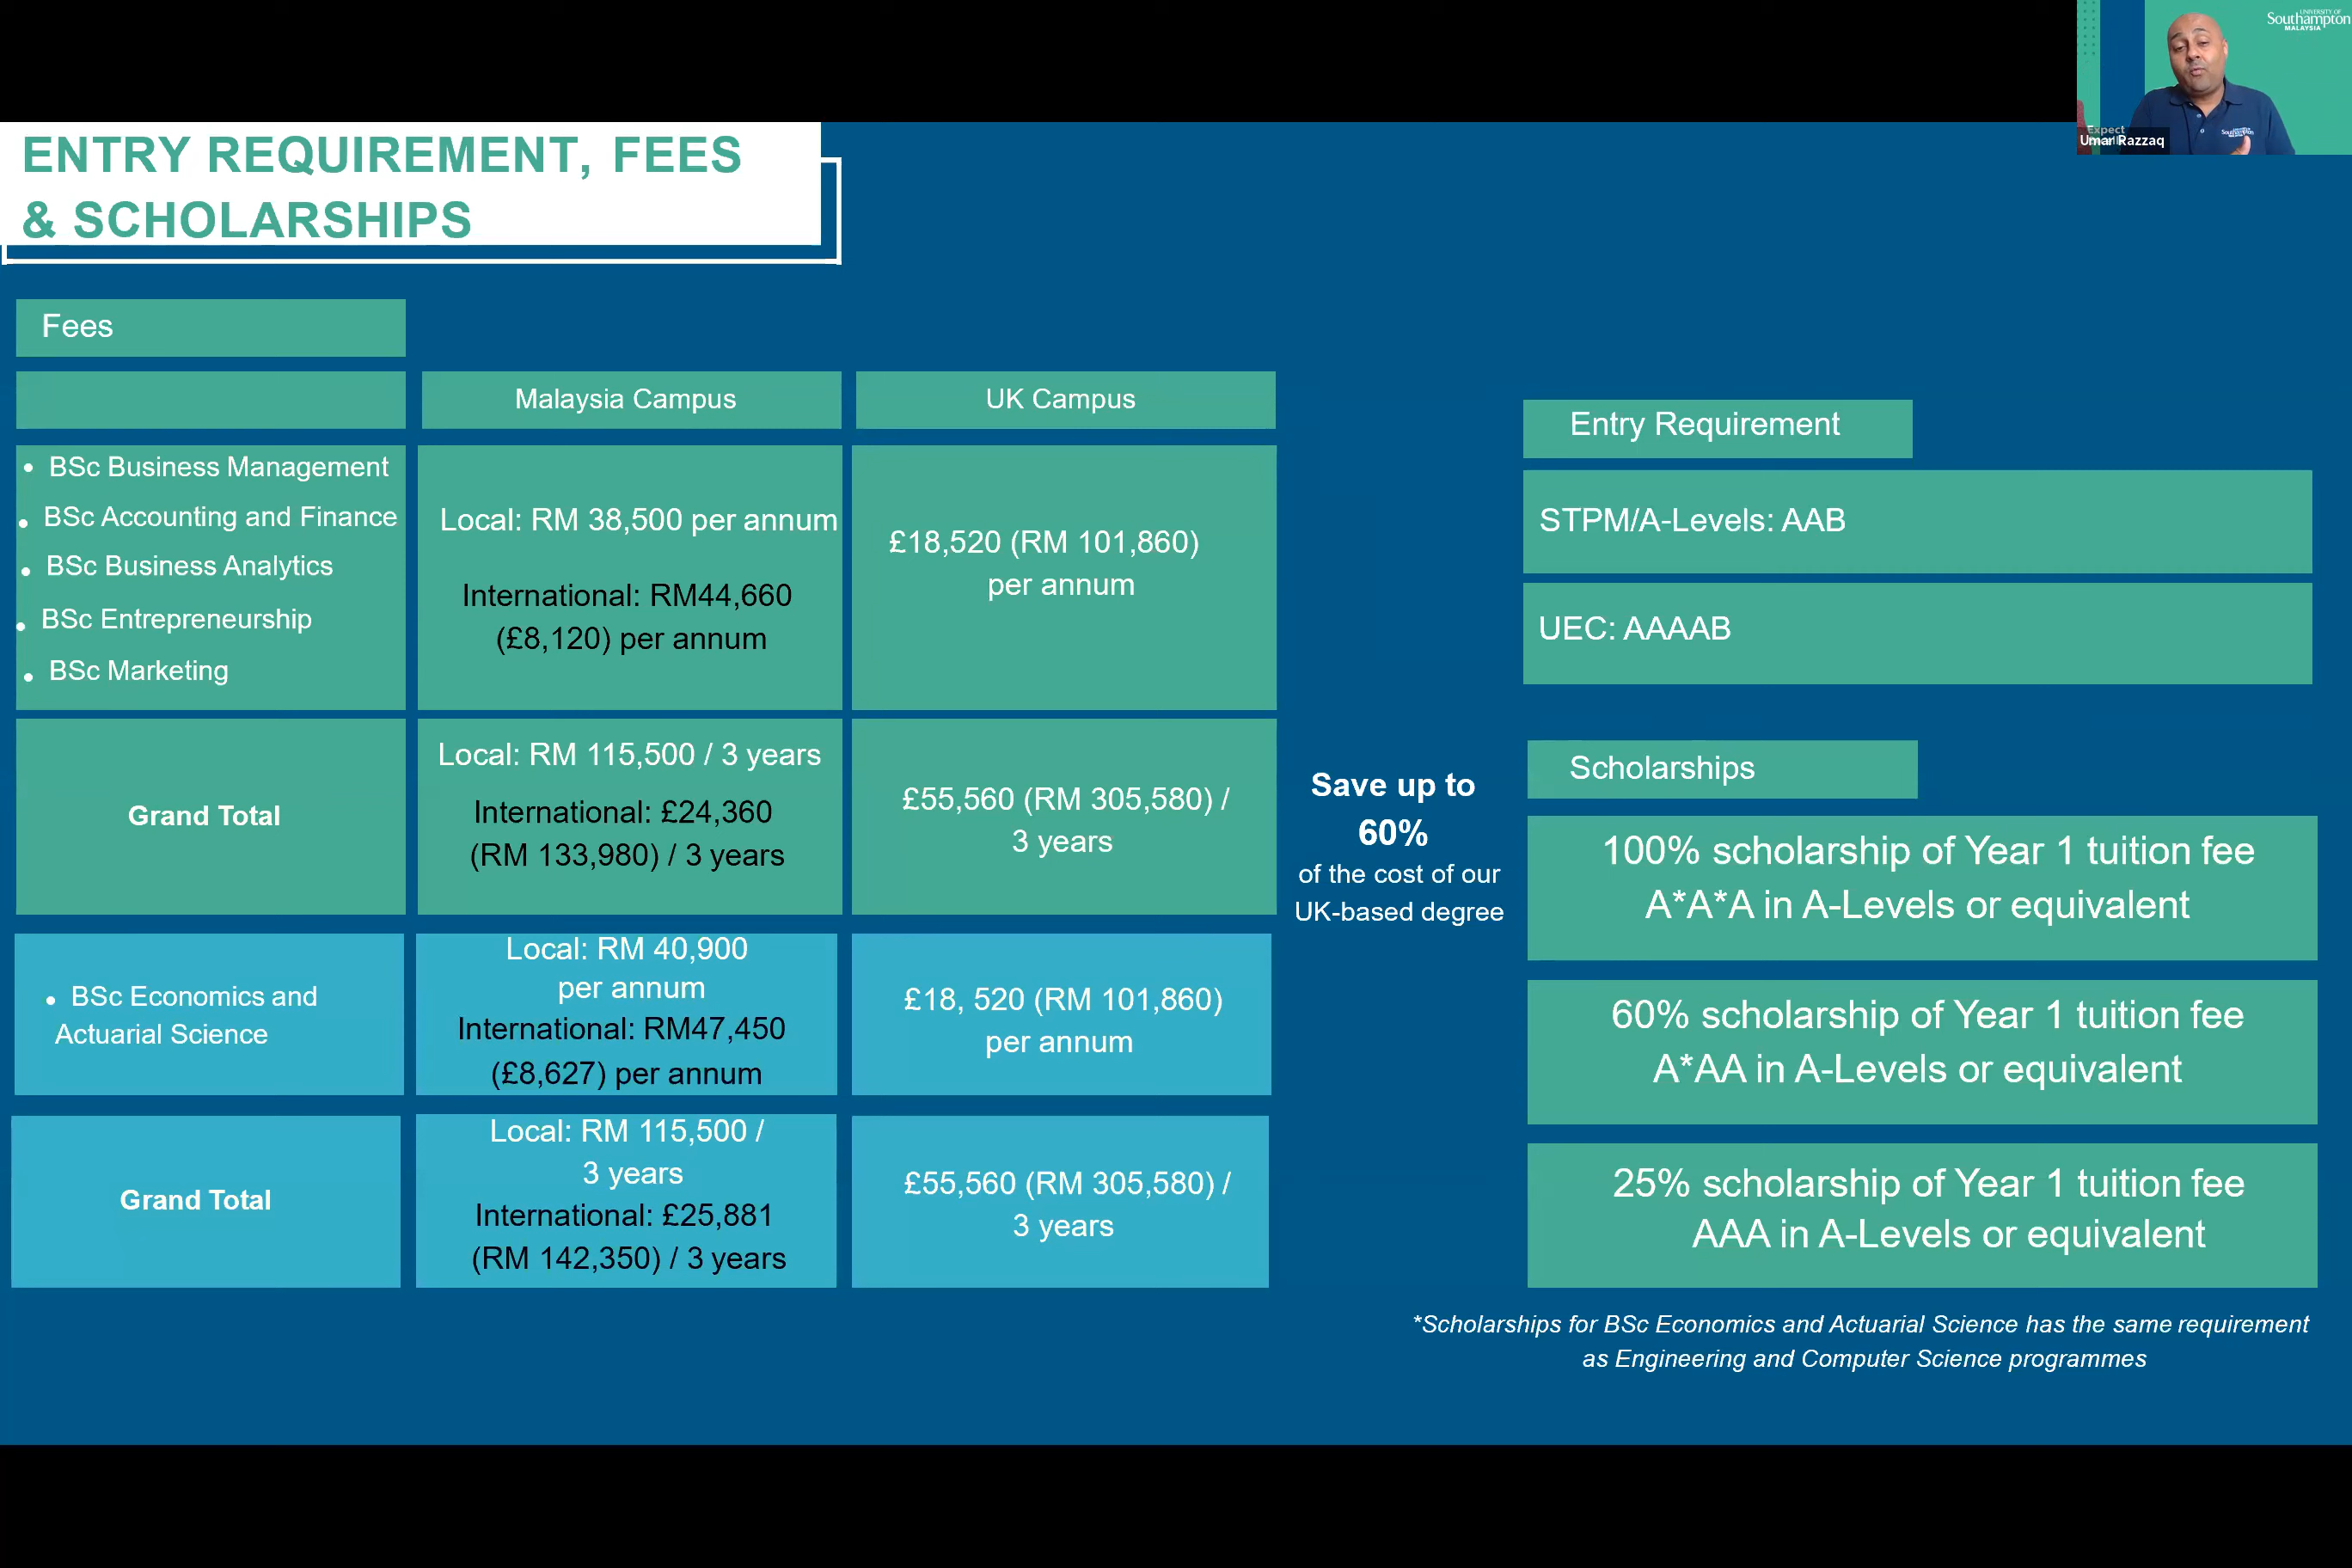 UNIVERSITY OF
Southampton
MALAYSIA
Expect
Umar Razzaq
Southampton
ENTRY REQUIREMENT, FEES
& SCHOLARSHIPS
Fees
Malaysia Campus
UK Campus
• BSc Business Management
• BSc Accounting and Finance
• BSc Business Analytics
• BSc Entrepreneurship
• BSc Marketing
Local: RM 38,500 per annum
International: RM44,660
(£8,120) per annum
£18,520 (RM 101,860)
per annum
Grand Total
Local: RM 115,500 / 3 years
International: £24,360
(RM 133,980) / 3 years
£55,560 (RM 305,580) /
3 years
• BSc Economics and
Actuarial Science
Local: RM 40,900
per annum
International: RM47,450
(£8,627) per annum
£18, 520 (RM 101,860)
per annum
Grand Total
Local: RM 115,500 /
3 years
International: £25,881
(RM 142,350) / 3 years
£55,560 (RM 305,580) /
3 years
Save up to
60%
of the cost of our
UK-based degree
Entry Requirement
STPM/A-Levels: AAB
UEC: AAAAB
Scholarships
100% scholarship of Year 1 tuition fee
A*A*A in A-Levels or equivalent
60% scholarship of Year 1 tuition fee
A*AA in A-Levels or equivalent
25% scholarship of Year 1 tuition fee
AAA in A-Levels or equivalent
*Scholarships for BSc Economics and Actuarial Science has the same requirement
as Engineering and Computer Science programmes